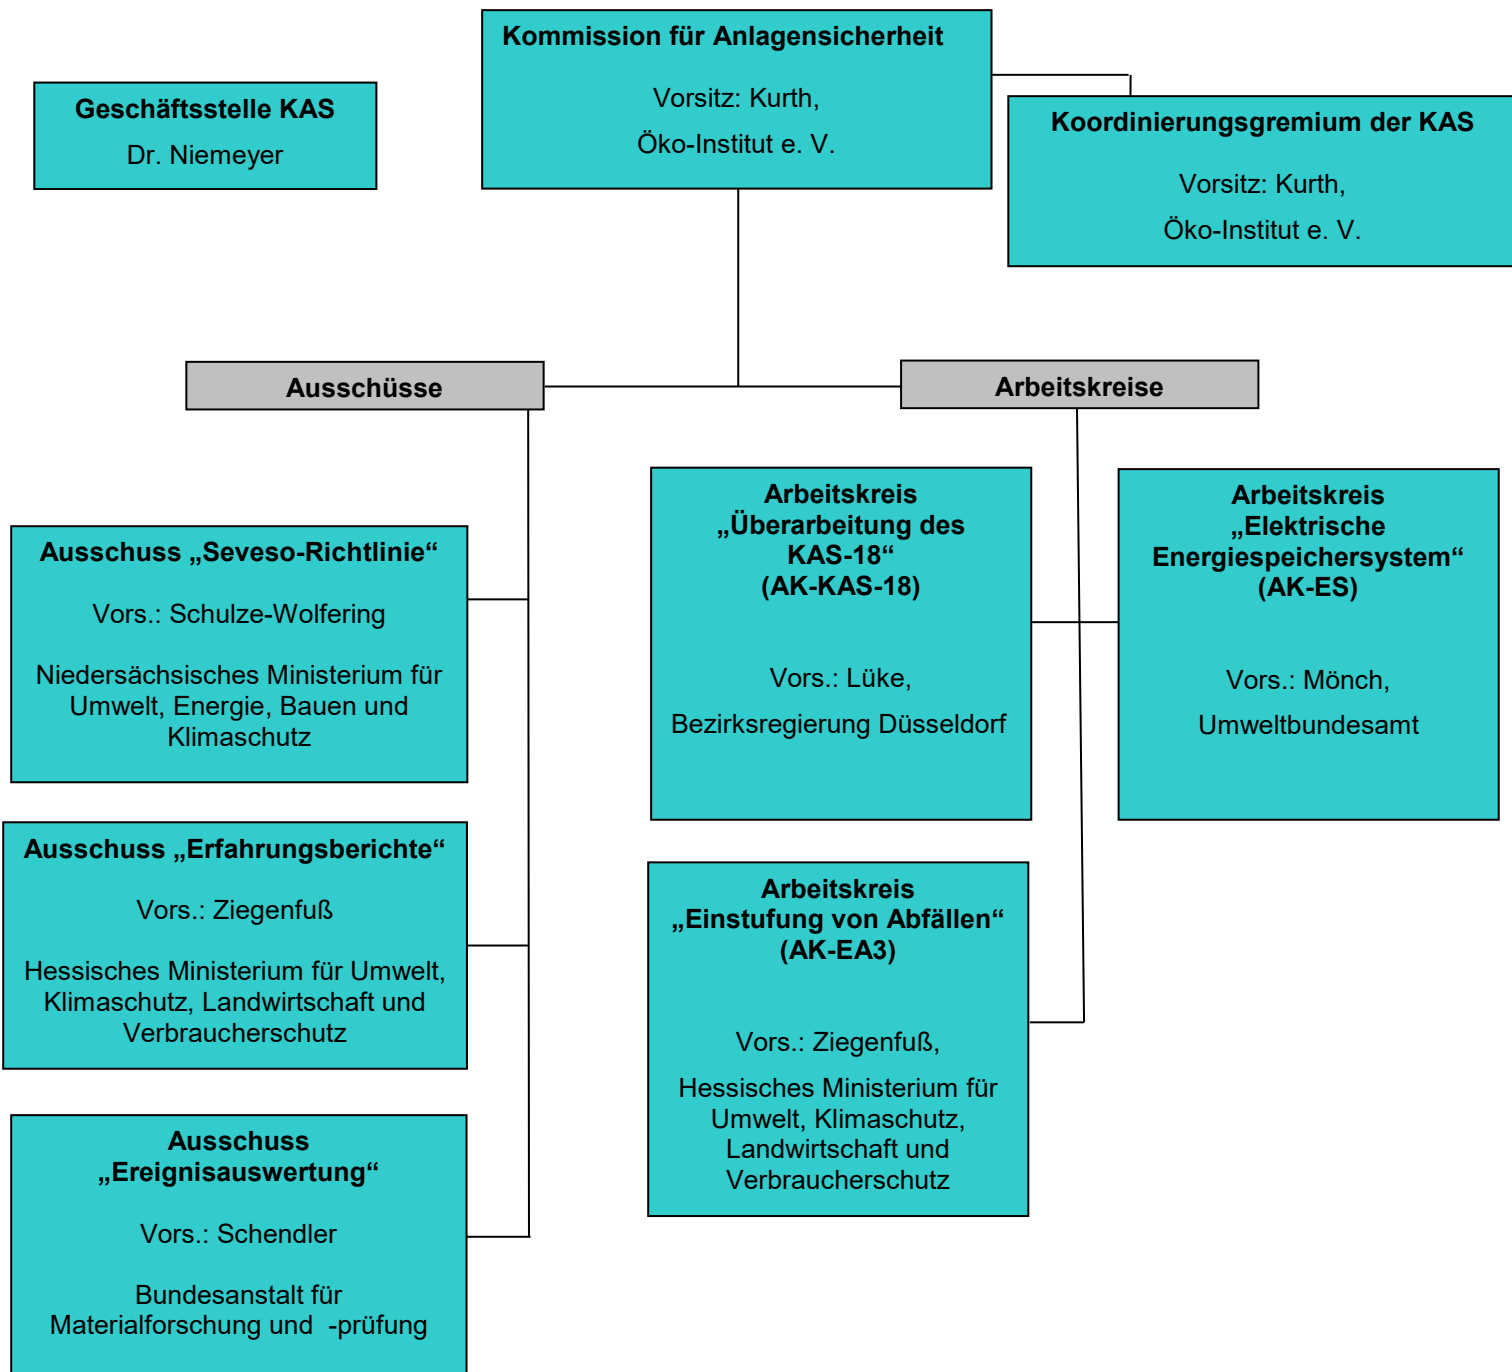 Kommission für Anlagensicherheit
Vorsitz: Kurth,
Öko-Institut e. V.
Geschäftsstelle KAS
Dr. Niemeyer
Koordinierungsgremium der KAS
Vorsitz: Kurth,
Öko-Institut e. V.
Ausschüsse
Arbeitskreise
Ausschuss „Seveso-Richtlinie“
Vors.: Schulze-Wolfering
Niedersächsisches Ministerium für
Umwelt, Energie, Bauen und
Klimaschutz
Ausschuss „Erfahrungsberichte“
Vors.: Ziegenfuß
Hessisches Ministerium für Umwelt,
Klimaschutz, Landwirtschaft und
Verbraucherschutz
Ausschuss
„Ereignisauswertung“
Vors.: Schendler
Bundesanstalt für
Materialforschung und  -prüfung
Arbeitskreis
„Überarbeitung des
KAS-18“
(AK-KAS-18)
Vors.: Lüke,
Bezirksregierung Düsseldorf
Arbeitskreis
„Elektrische
Energiespeichersystem“
(AK-ES)
Vors.: Mönch,
Umweltbundesamt
Arbeitskreis
„Einstufung von Abfällen“
(AK-EA3)
Vors.: Ziegenfuß,
Hessisches Ministerium für
Umwelt, Klimaschutz,
Landwirtschaft und
Verbraucherschutz